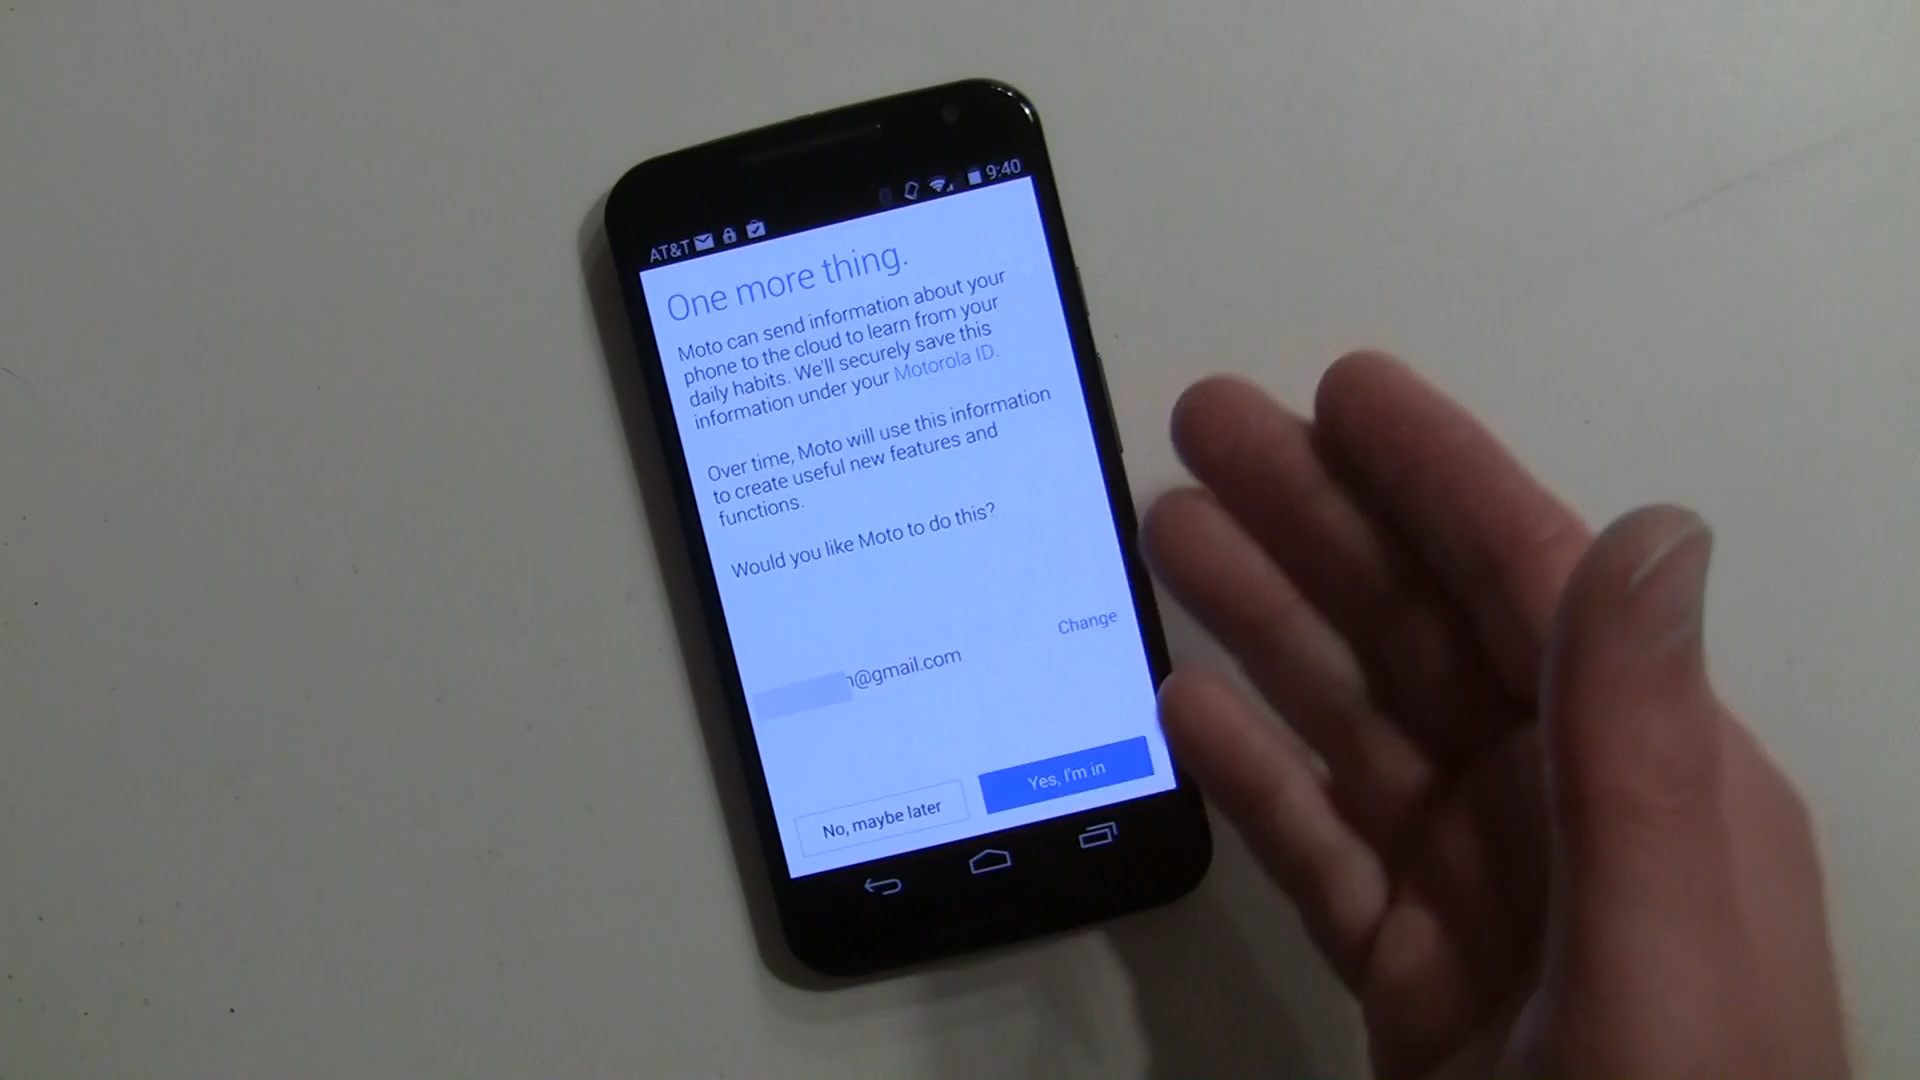 AT&T 9:40
One more thing.
Moto can send information about your
phone to the cloud to learn from your
daily habits. We'll securely save this
information under your Motorola ID.
Over time, Moto will use this information
to create useful new features and
functions.
Would you like Moto to do this?
Change
@gmail.com
No, maybe later
Yes, I'm in